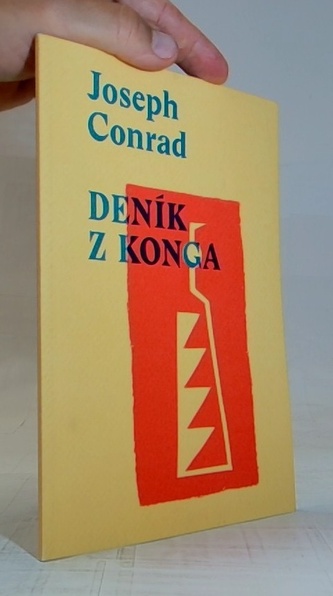 Joseph
Conrad
DENÍK
Z KONGA